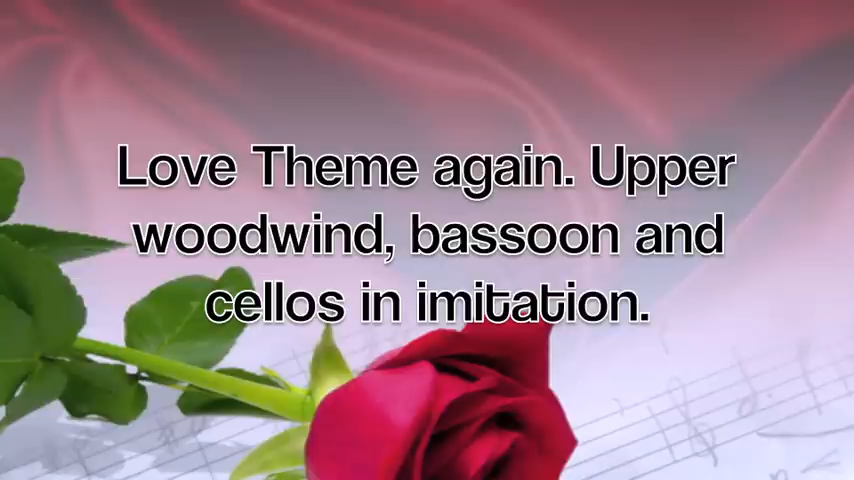 Love Theme again. Upper
woodwind, bassoon and
cellos in imitation.